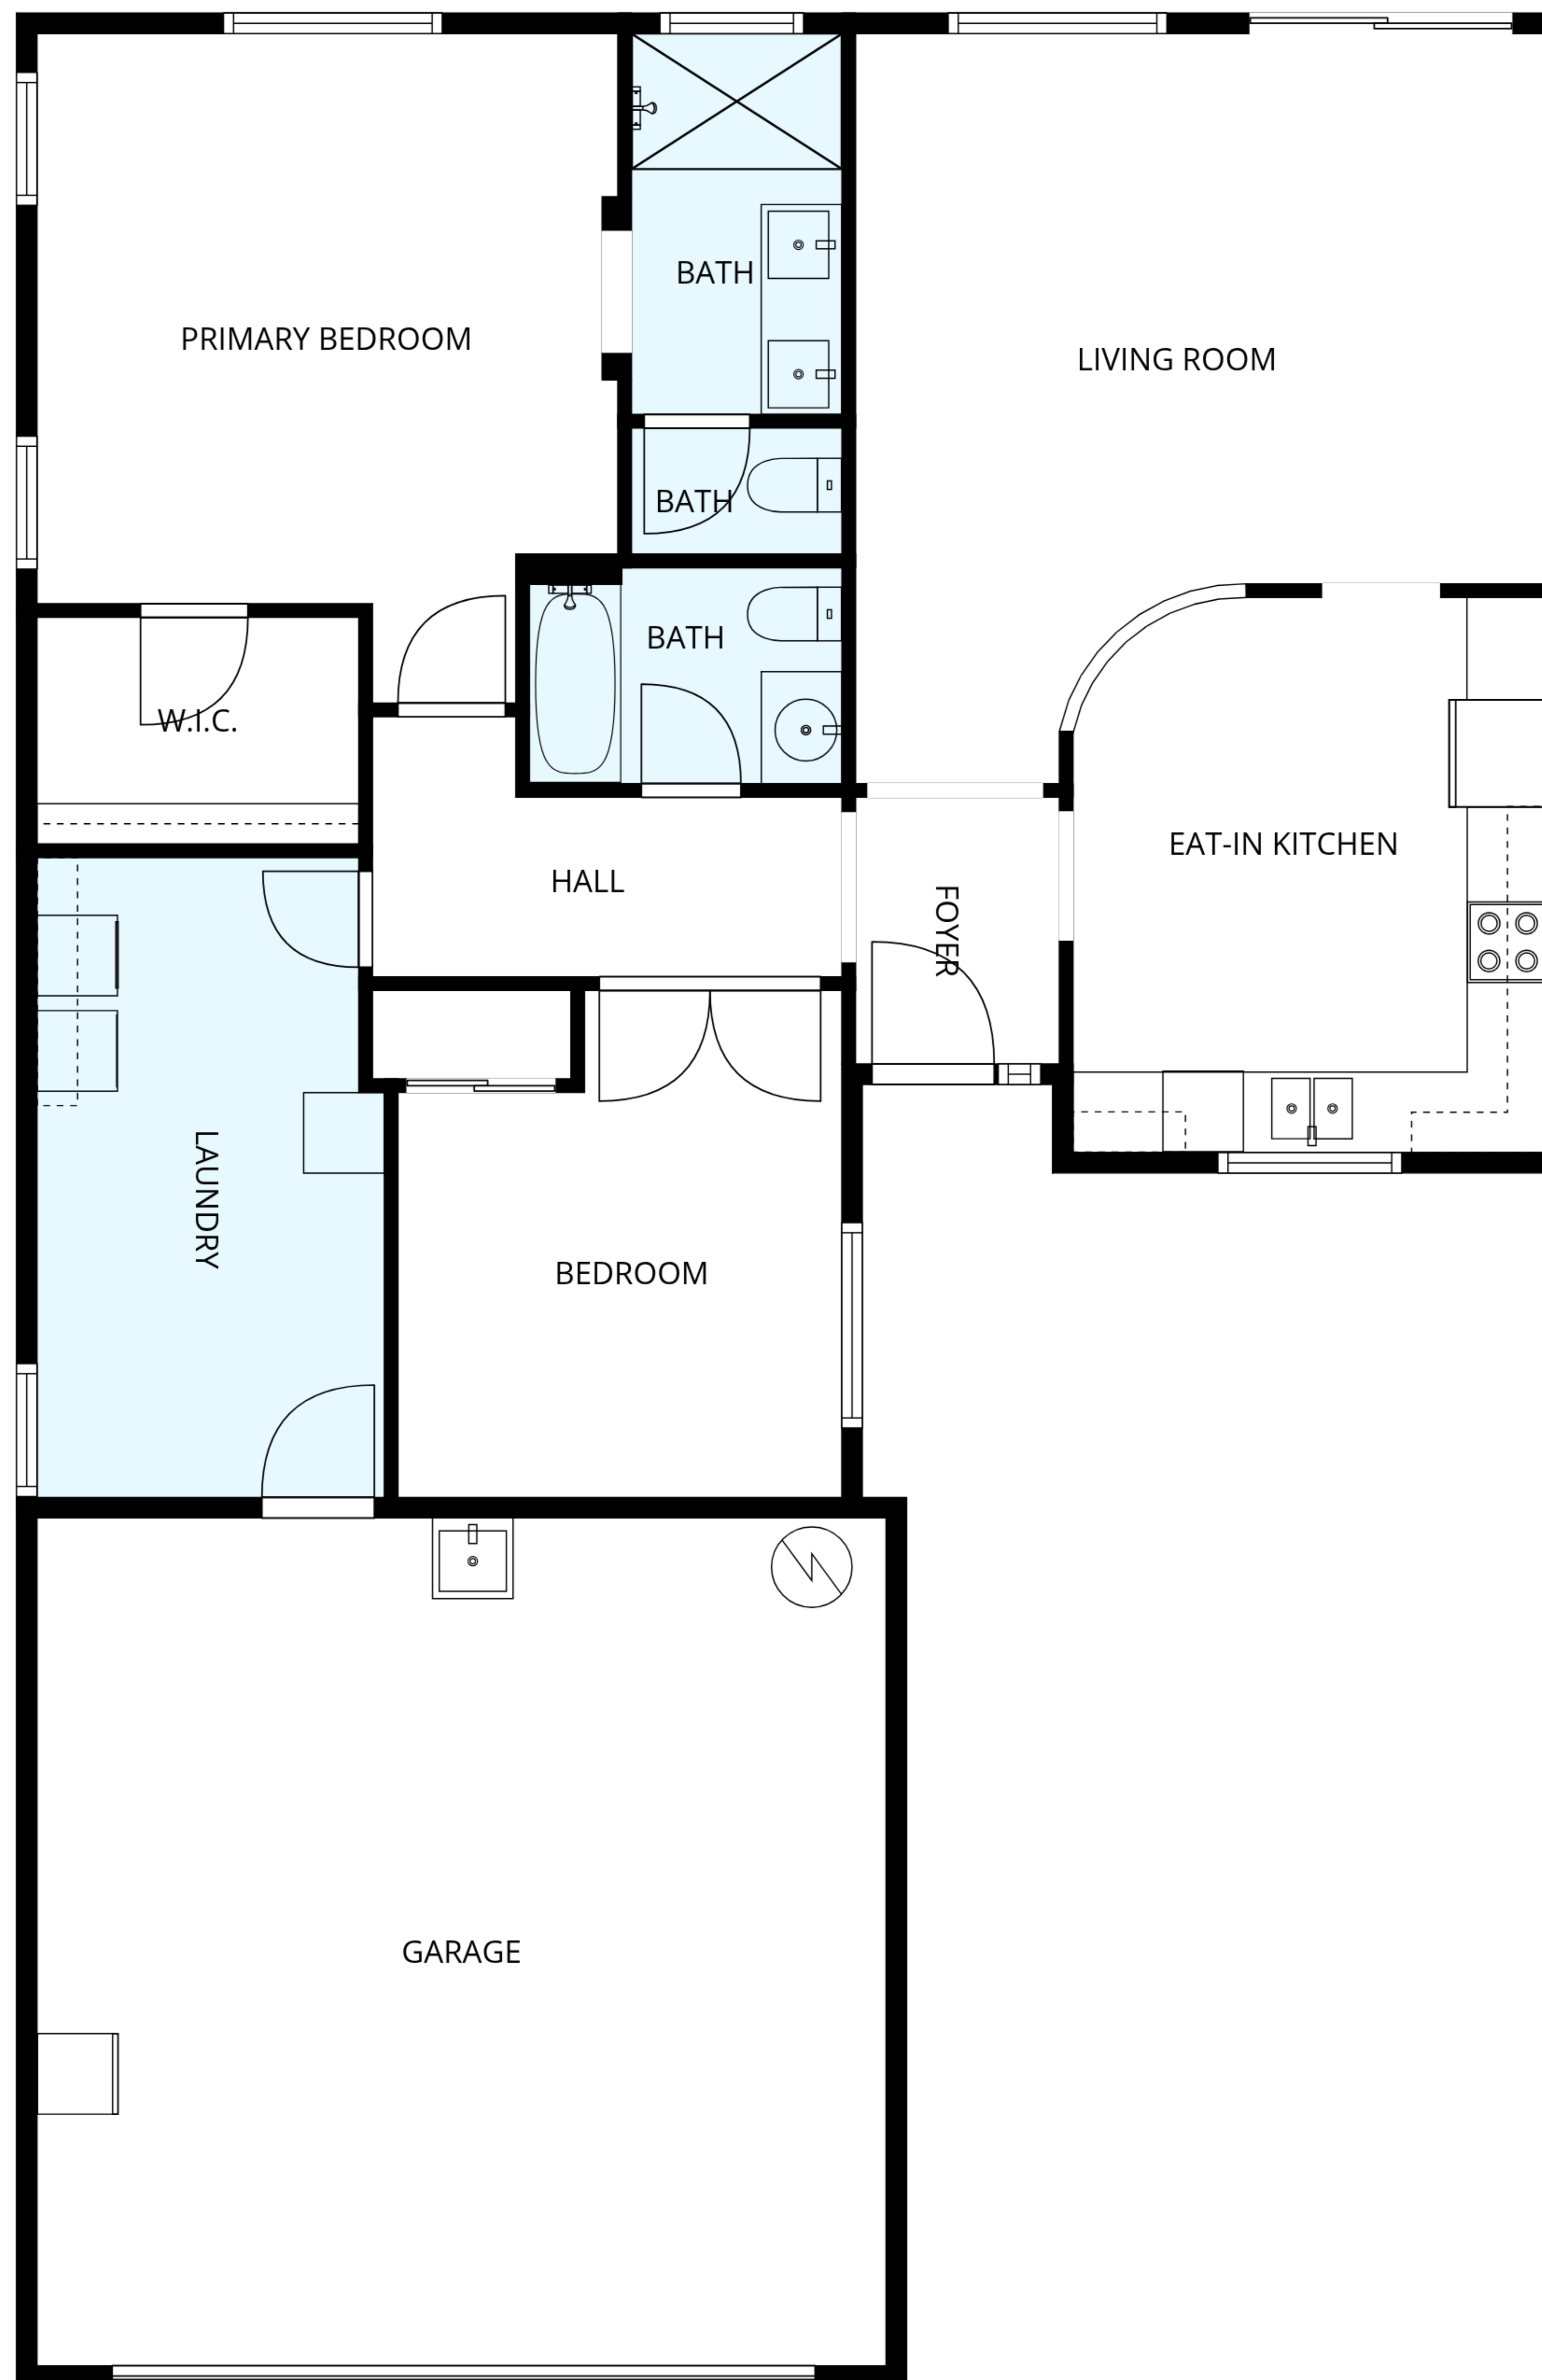 BATH
PRIMARY BEDROOM
LIVING ROOM
BATH
BATH
W.I.C.
EAT-IN KITCHEN
HALL
FOYER
LAUNDRY
BEDROOM
GARAGE